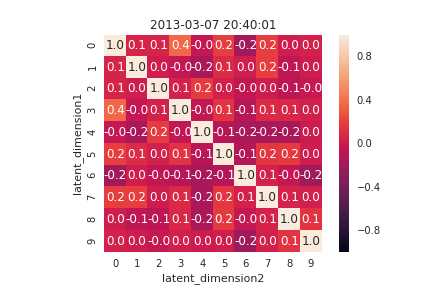 2013-03-07 20:40:01
0 1.0 0.1 0.1 0.4 -0.0 0.2 -0.2 0.2 0.0 0.0
1 0.1 1.0 0.0 -0.0 -0.2 0.1 0.0 0.2 -0.1 0.0
2 0.1 0.0 1.0 0.1 0.2 0.0 -0.0 0.0 -0.1 -0.0
3 0.4 -0.0 0.1 1.0 -0.0 0.1 -0.1 0.1 0.1 0.0
4 -0.0 -0.2 0.2 -0.0 1.0 -0.1 -0.2 -0.2 -0.2 0.0
5 0.2 0.1 0.0 0.1 -0.1 1.0 -0.1 0.2 0.2 0.0
6 -0.2 0.0 -0.0 -0.1 -0.2 -0.1 1.0 0.1 -0.0 -0.2
7 0.2 0.2 0.0 0.1 -0.2 0.2 0.1 1.0 0.1 0.0
8 0.0 -0.1 -0.1 0.1 -0.2 0.2 -0.0 0.1 1.0 0.1
9 0.0 0.0 -0.0 0.0 0.0 0.0 -0.2 0.0 0.1 1.0
0 1 2 3 4 5 6 7 8 9
latent_dimension2
latent_dimension1
0.8
0.4
0.0
-0.4
-0.8